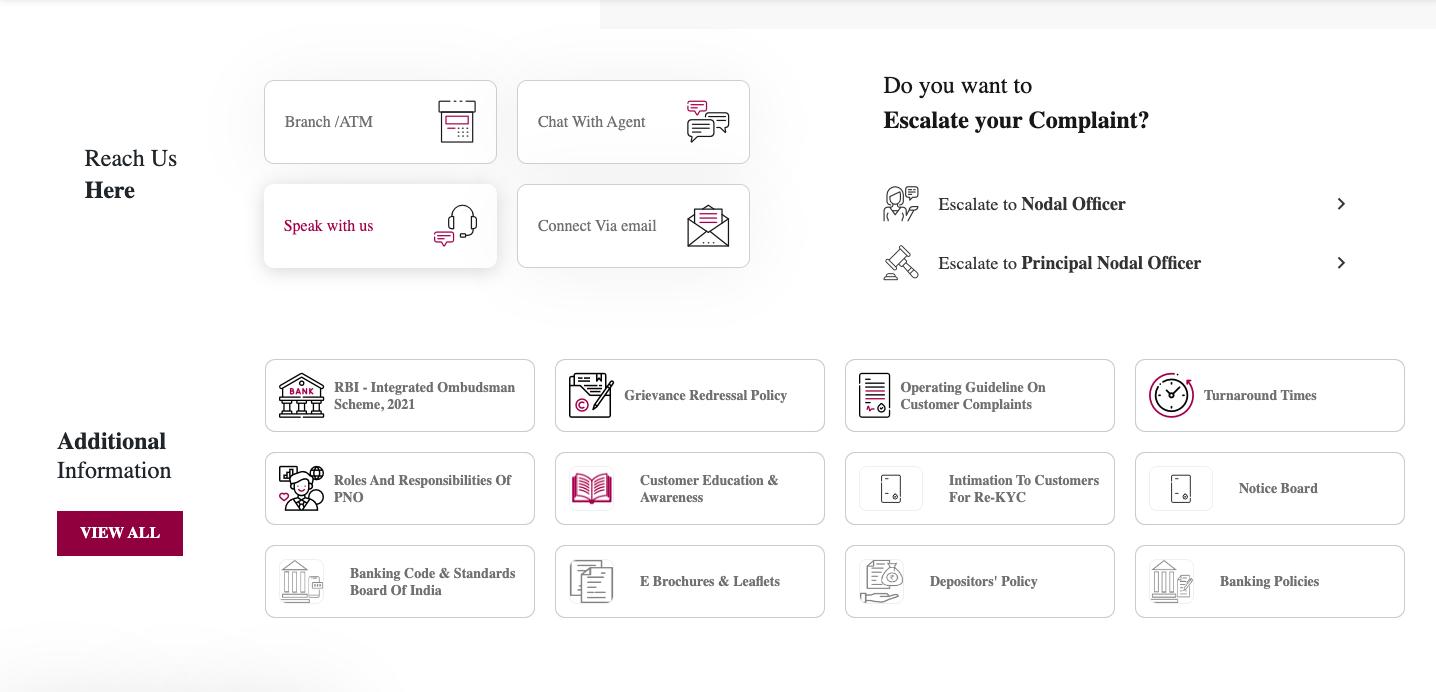 Reach Us
Here
Branch /ATM
Chat With Agent
Speak with us
Connect Via email
Do you want to
Escalate your Complaint?
Escalate to Nodal Officer
Escalate to Principal Nodal Officer
Additional
Information
VIEW ALL
BANK
RBI - Integrated Ombudsman
Scheme, 2021
Grievance Redressal Policy
Operating Guideline On
Customer Complaints
Turnaround Times
Roles And Responsibilities Of
PNO
Customer Education &
Awareness
Intimation To Customers
For Re-KYC
Notice Board
Banking Code & Standards
Board Of India
E Brochures & Leaflets
Depositors' Policy
Banking Policies